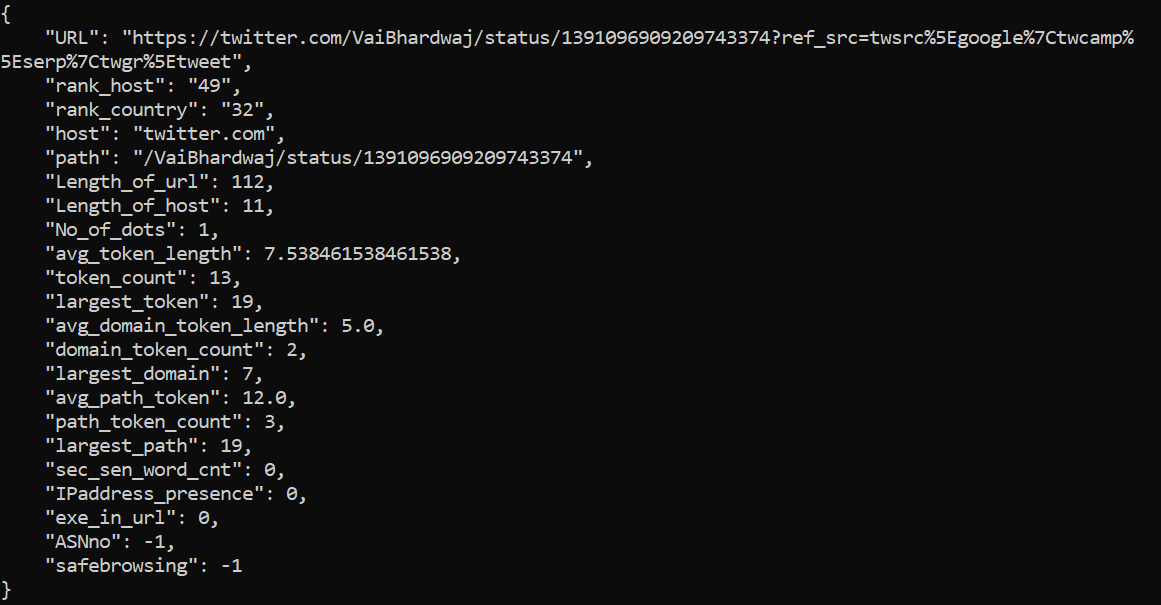 {
    "URL": "https://twitter.com/VaiBhardwaj/status/1391096909209743374?ref_src=twsrc%5Egoogle%7Ctwcamp%
5Eserp%7Ctwgr%5Etweet",
    "rank_host": "49",
    "rank_country": "32",
    "host": "twitter.com",
    "path": "/VaiBhardwaj/status/1391096909209743374",
    "Length_of_url": 112,
    "Length_of_host": 11,
    "No_of_dots": 1,
    "avg_token_length": 7.538461538461538,
    "token_count": 13,
    "largest_token": 19,
    "avg_domain_token_length": 5.0,
    "domain_token_count": 2,
    "largest_domain": 7,
    "avg_path_token": 12.0,
    "path_token_count": 3,
    "largest_path": 19,
    "sec_sen_word_cnt": 0,
    "IPaddress_presence": 0,
    "exe_in_url": 0,
    "ASNno": -1,
    "safebrowsing": -1
}